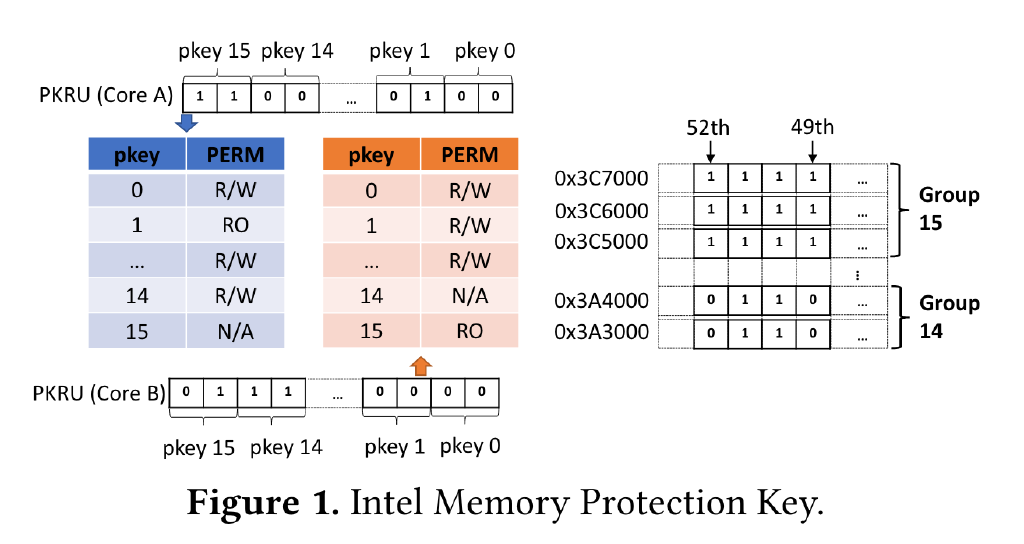 pkey 15 pkey 14 pkey 1 pkey 0
PKRU (Core A) 1 1 0 0 ... 0 1 0 0
pkey PERM
0 R/W
1 RO
... R/W
14 R/W
15 N/A
pkey PERM
0 R/W
1 R/W
... R/W
14 N/A
15 RO
PKRU (Core B) 0 1 1 1 ... 0 0 0 0
pkey 15 pkey 14 pkey 1 pkey 0
52th 49th
0x3C7000 1 1 1 1 ...
0x3C6000 1 1 1 1 ...
0x3C5000 1 1 1 1 ...
Group
15
⋮
0x3A4000 0 1 1 0 ...
0x3A3000 0 1 1 0 ...
Group
14
Figure 1. Intel Memory Protection Key.